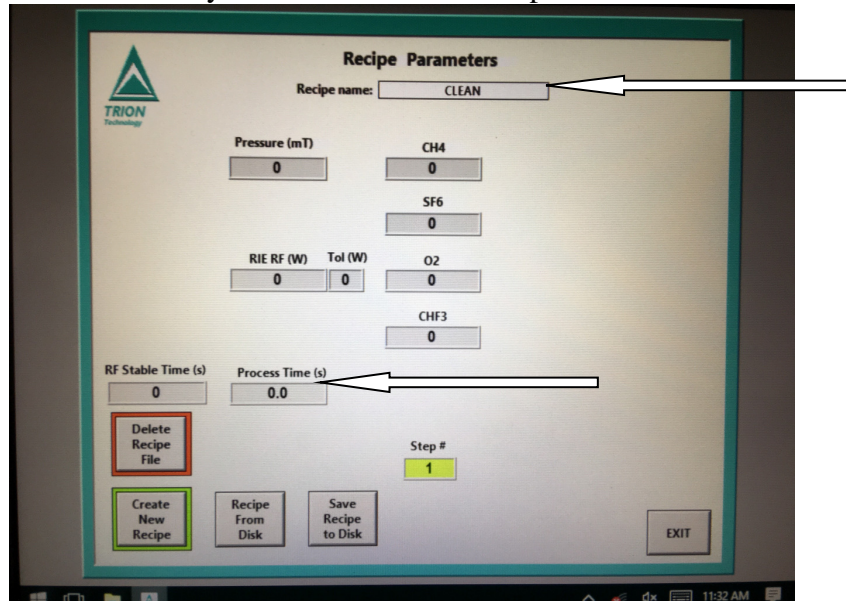 Recipe Parameters
Recipe name: CLEAN
TRION
Technology
Pressure (mT)
0
CH4
0
SF6
0
RIE RF (W) Tol (W)
0 0
O2
0
CHF3
0
RF Stable Time (s)
0
Process Time (s)
0.0
Delete
Recipe
File
Step #
1
Create
New
Recipe
Recipe
From
Disk
Save
Recipe
to Disk
EXIT
11:32 AM